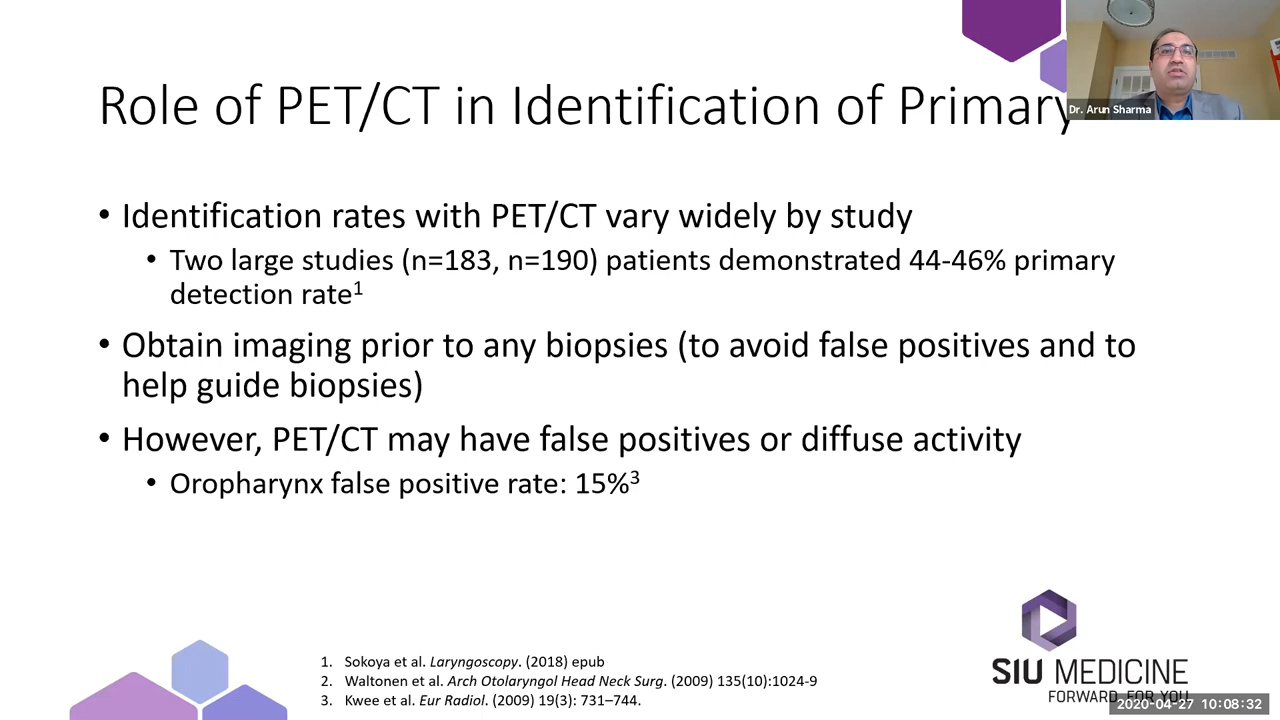 Role of PET/CT in Identification of Primary
Dr. Arun Sharma
• Identification rates with PET/CT vary widely by study
• Two large studies (n=183, n=190) patients demonstrated 44-46% primary
detection rate1
• Obtain imaging prior to any biopsies (to avoid false positives and to
help guide biopsies)
• However, PET/CT may have false positives or diffuse activity
• Oropharynx false positive rate: 15%3
1. Sokoya et al. Laryngoscopy. (2018) epub
2. Waltonen et al. Arch Otolaryngol Head Neck Surg. (2009) 135(10):1024-9
3. Kwee et al. Eur Radiol. (2009) 19(3): 731–744.
SIU MEDICINE
FORWARD FOR YOU
2020-04-27 10:08:32